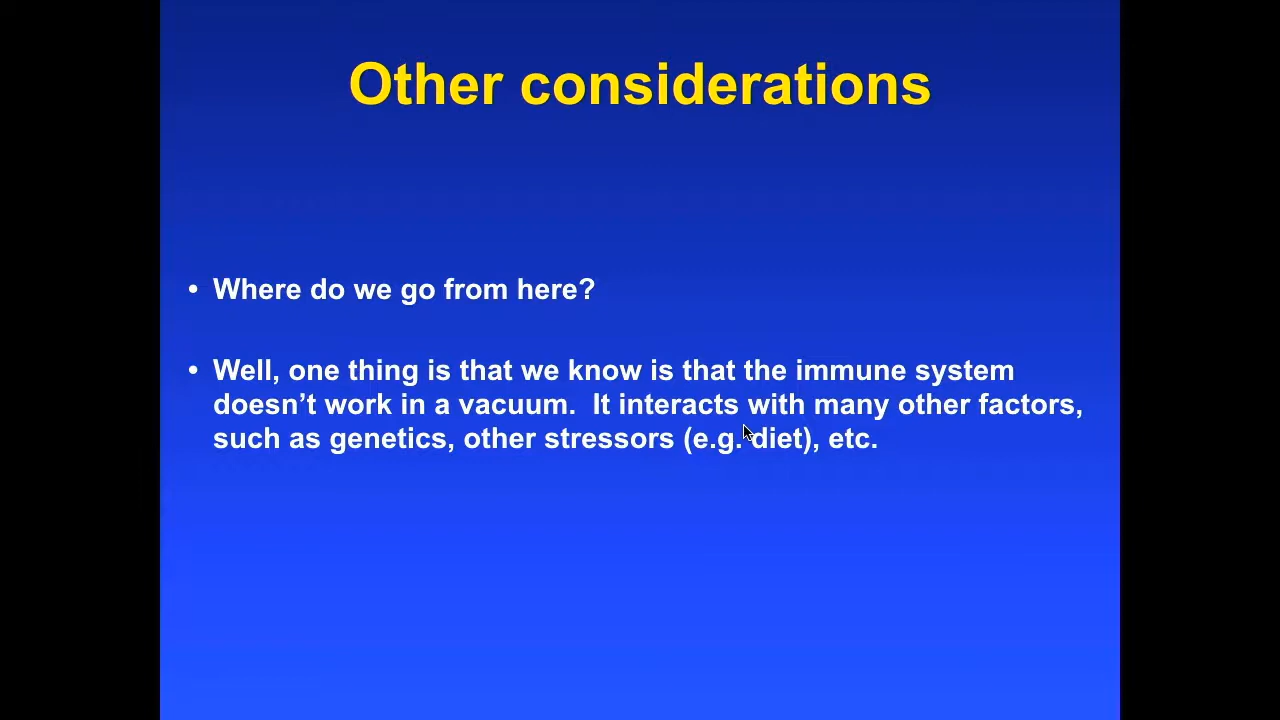 Other considerations
• Where do we go from here?
• Well, one thing is that we know is that the immune system
doesn’t work in a vacuum.  It interacts with many other factors,
such as genetics, other stressors (e.g. diet), etc.